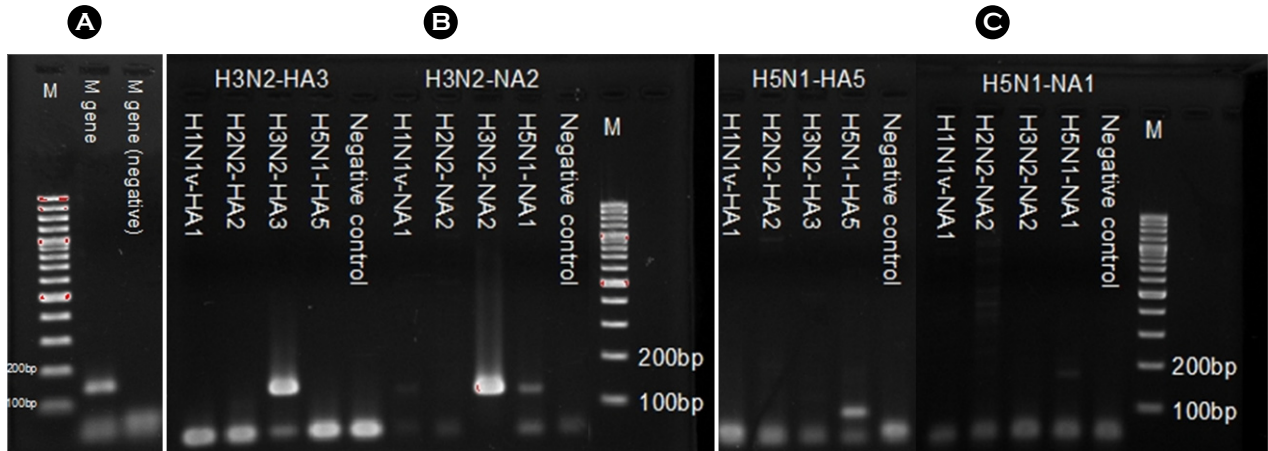 A
B
C
M
M gene
M gene (negative)
200bp
100bp
H3N2-HA3
H3N2-NA2
H1N1v-HA1
H2N2-HA2
H3N2-HA3
H5N1-HA5
Negative control
H1N1v-NA1
H2N2-NA2
H3N2-NA2
H5N1-NA1
Negative control
M
200bp
100bp
H5N1-HA5
H5N1-NA1
H1N1v-HA1
H2N2-HA2
H3N2-HA3
H5N1-HA5
Negative control
H1N1v-NA1
H2N2-NA2
H3N2-NA2
H5N1-NA1
Negative control
M
200bp
100bp